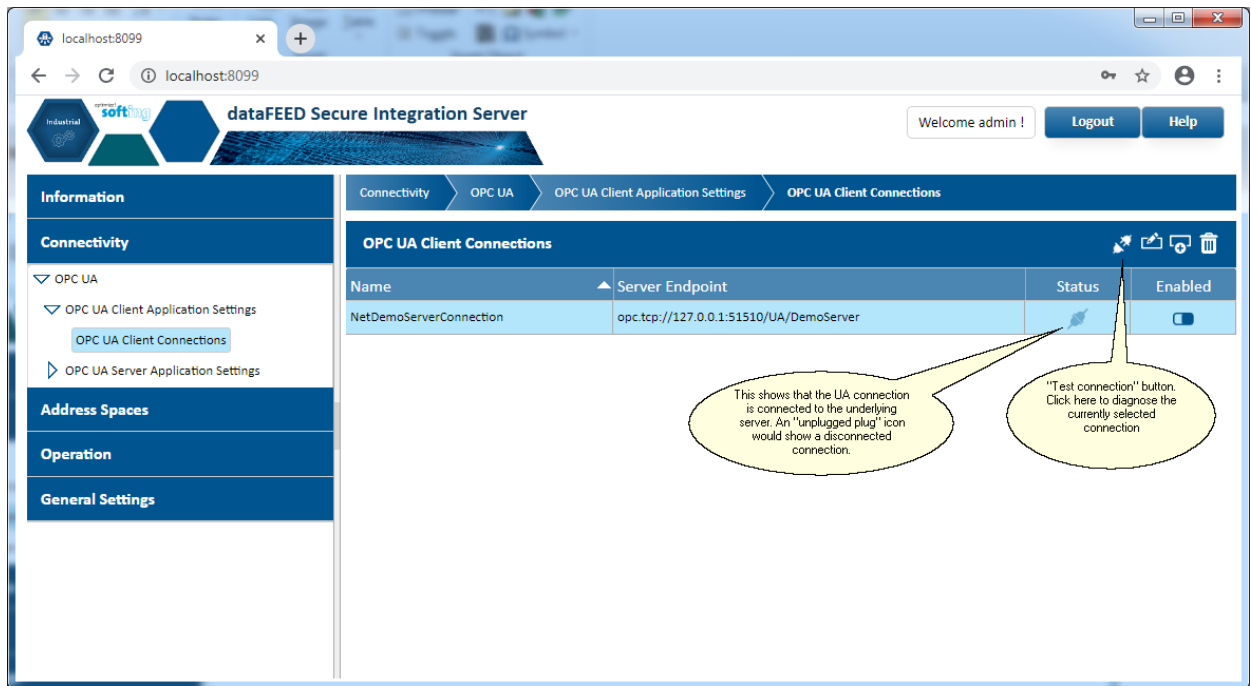 localhost:8099
localhost:8099
Industrial
optimize!
softing
dataFEED Secure Integration Server
Welcome admin !
Logout
Help
Information
Connectivity
OPC UA
OPC UA Client Application Settings
OPC UA Client Connections
OPC UA Server Application Settings
Address Spaces
Operation
General Settings
Connectivity
OPC UA
OPC UA Client Application Settings
OPC UA Client Connections
OPC UA Client Connections
Name
Server Endpoint
Status
Enabled
NetDemoServerConnection
opc.tcp://127.0.0.1:51510/UA/DemoServer
This shows that the UA connection
is connected to the underlying
server. An "unplugged plug" icon
would show a disconnected
connection.
"Test connection" button.
Click here to diagnose the
currently selected
connection